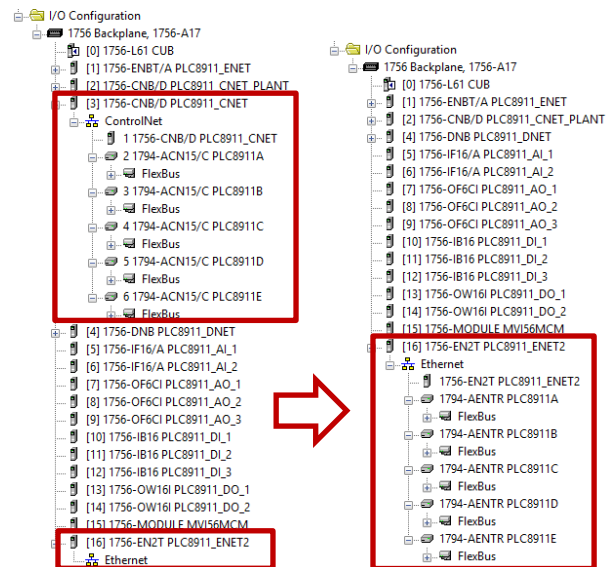 I/O Configuration
1756 Backplane, 1756-A17
[0] 1756-L61 CUB
[1] 1756-ENBT/A PLC8911_ENET
[2] 1756-CNB/D PLC8911_CNET_PLANT
[3] 1756-CNB/D PLC8911_CNET
ControlNet
1 1756-CNB/D PLC8911_CNET
2 1794-ACN15/C PLC8911A
FlexBus
3 1794-ACN15/C PLC8911B
FlexBus
4 1794-ACN15/C PLC8911C
FlexBus
5 1794-ACN15/C PLC8911D
FlexBus
6 1794-ACN15/C PLC8911E
FlexBus
[4] 1756-DNB PLC8911_DNET
[5] 1756-IF16/A PLC8911_AI_1
[6] 1756-IF16/A PLC8911_AI_2
[7] 1756-OF6CI PLC8911_AO_1
[8] 1756-OF6CI PLC8911_AO_2
[9] 1756-OF6CI PLC8911_AO_3
[10] 1756-IB16 PLC8911_DI_1
[11] 1756-IB16 PLC8911_DI_2
[12] 1756-IB16 PLC8911_DI_3
[13] 1756-OW16I PLC8911_DO_1
[14] 1756-OW16I PLC8911_DO_2
[15] 1756-MODULE MVI56MCM
[16] 1756-EN2T PLC8911_ENET2
Ethernet
I/O Configuration
1756 Backplane, 1756-A17
[0] 1756-L61 CUB
[1] 1756-ENBT/A PLC8911_ENET
[2] 1756-CNB/D PLC8911_CNET_PLANT
[4] 1756-DNB PLC8911_DNET
[5] 1756-IF16/A PLC8911_AI_1
[6] 1756-IF16/A PLC8911_AI_2
[7] 1756-OF6CI PLC8911_AO_1
[8] 1756-OF6CI PLC8911_AO_2
[9] 1756-OF6CI PLC8911_AO_3
[10] 1756-IB16 PLC8911_DI_1
[11] 1756-IB16 PLC8911_DI_2
[12] 1756-IB16 PLC8911_DI_3
[13] 1756-OW16I PLC8911_DO_1
[14] 1756-OW16I PLC8911_DO_2
[15] 1756-MODULE MVI56MCM
[16] 1756-EN2T PLC8911_ENET2
Ethernet
1756-EN2T PLC8911_ENET2
1794-AENTR PLC8911A
FlexBus
1794-AENTR PLC8911B
FlexBus
1794-AENTR PLC8911C
FlexBus
1794-AENTR PLC8911D
FlexBus
1794-AENTR PLC8911E
FlexBus